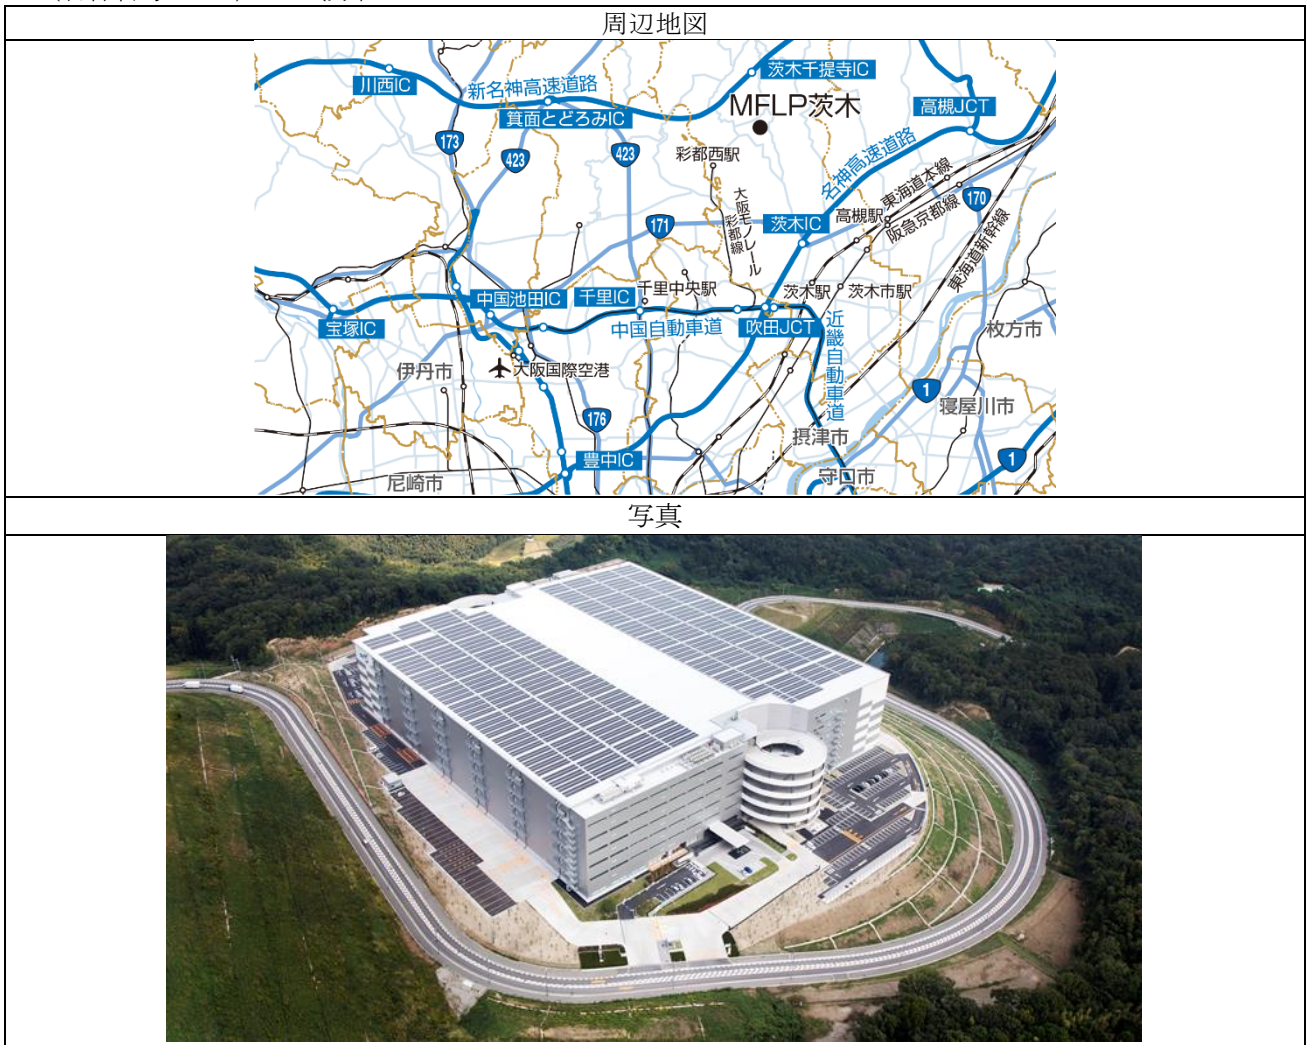 周辺地図
川西IC
新名神高速道路
箕面とどろみIC
茨木千提寺IC
MFLP茨木
高槻JCT
173
423
423
彩都西駅
名神高速道路
東海道本線
170
大阪モノレール
彩都線
171
茨木IC
高槻駅
阪急京都線
東海道新幹線
中国池田IC
千里IC
千里中央駅
茨木駅
茨木市駅
宝塚IC
中国自動車道
吹田JCT
近畿自動車道
枚方市
伊丹市
大阪国際空港
1
寝屋川市
176
摂津市
豊中IC
1
尼崎市
守口市
写真